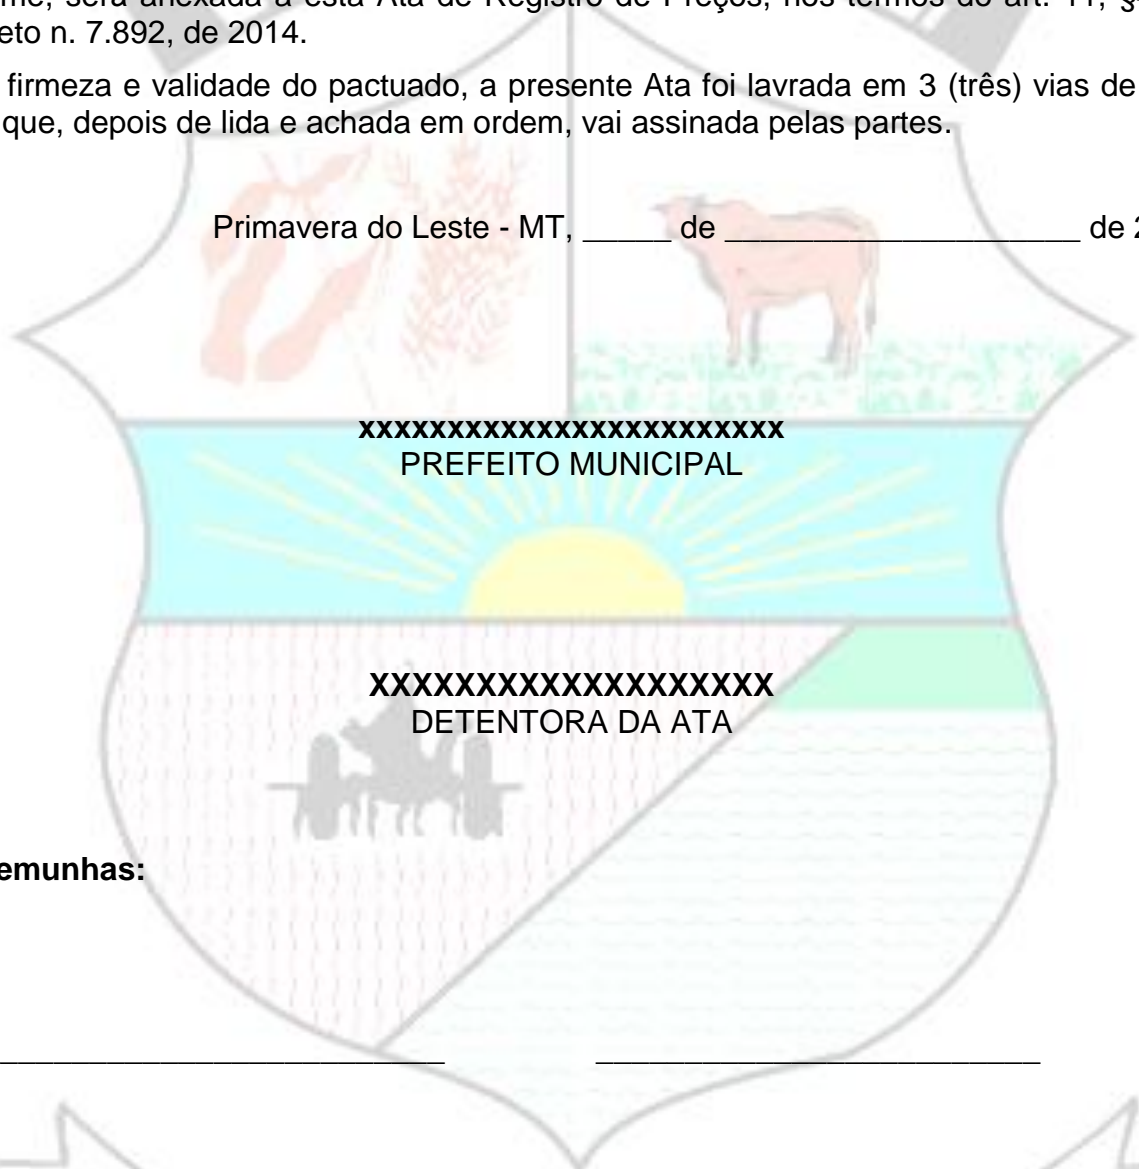 será anexada a esta Ata de Registro de Preços, nos termos do art. 11, §
n. 7.892, de 2014.
firmeza e validade do pactuado, a presente Ata foi lavrada em 3 (três) vias de
que, depois de lida e achada em ordem, vai assinada pelas partes.
Primavera do Leste - MT, _____ de ____________________ de 2
xxxxxxxxxxxxxxxxxxxxxxxx
PREFEITO MUNICIPAL
XXXXXXXXXXXXXXXXXXX
DETENTORA DA ATA
emunhas:
_________________________ _________________________